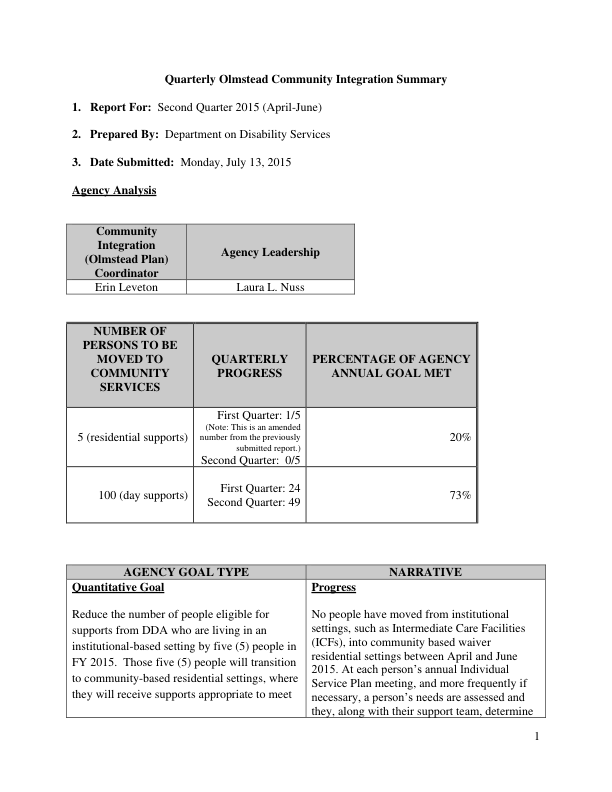 Quarterly Olmstead Community Integration Summary
1. Report For: Second Quarter 2015 (April-June)
2. Prepared By: Department on Disability Services
3. Date Submitted: Monday, July 13, 2015
Agency Analysis
Community
Integration
(Olmstead Plan)
Coordinator
Agency Leadership
Erin Leveton
Laura L. Nuss
NUMBER OF
PERSONS TO BE
MOVED TO
COMMUNITY
SERVICES
QUARTERLY
PROGRESS
PERCENTAGE OF AGENCY
ANNUAL GOAL MET
5 (residential supports)
First Quarter: 1/5
(Note: This is an amended
number from the previously
submitted report.)
Second Quarter: 0/5
20%
100 (day supports)
First Quarter: 24
Second Quarter: 49
73%
AGENCY GOAL TYPE
NARRATIVE
Quantitative Goal
Reduce the number of people eligible for
supports from DDA who are living in an
institutional-based setting by five (5) people in
FY 2015. Those five (5) people will transition
to community-based residential settings, where
they will receive supports appropriate to meet
Progress
No people have moved from institutional
settings, such as Intermediate Care Facilities
(ICFs), into community based waiver
residential settings between April and June
2015. At each person's annual Individual
Service Plan meeting, and more frequently if
necessary, a person's needs are assessed and
they, along with their support team, determine
1